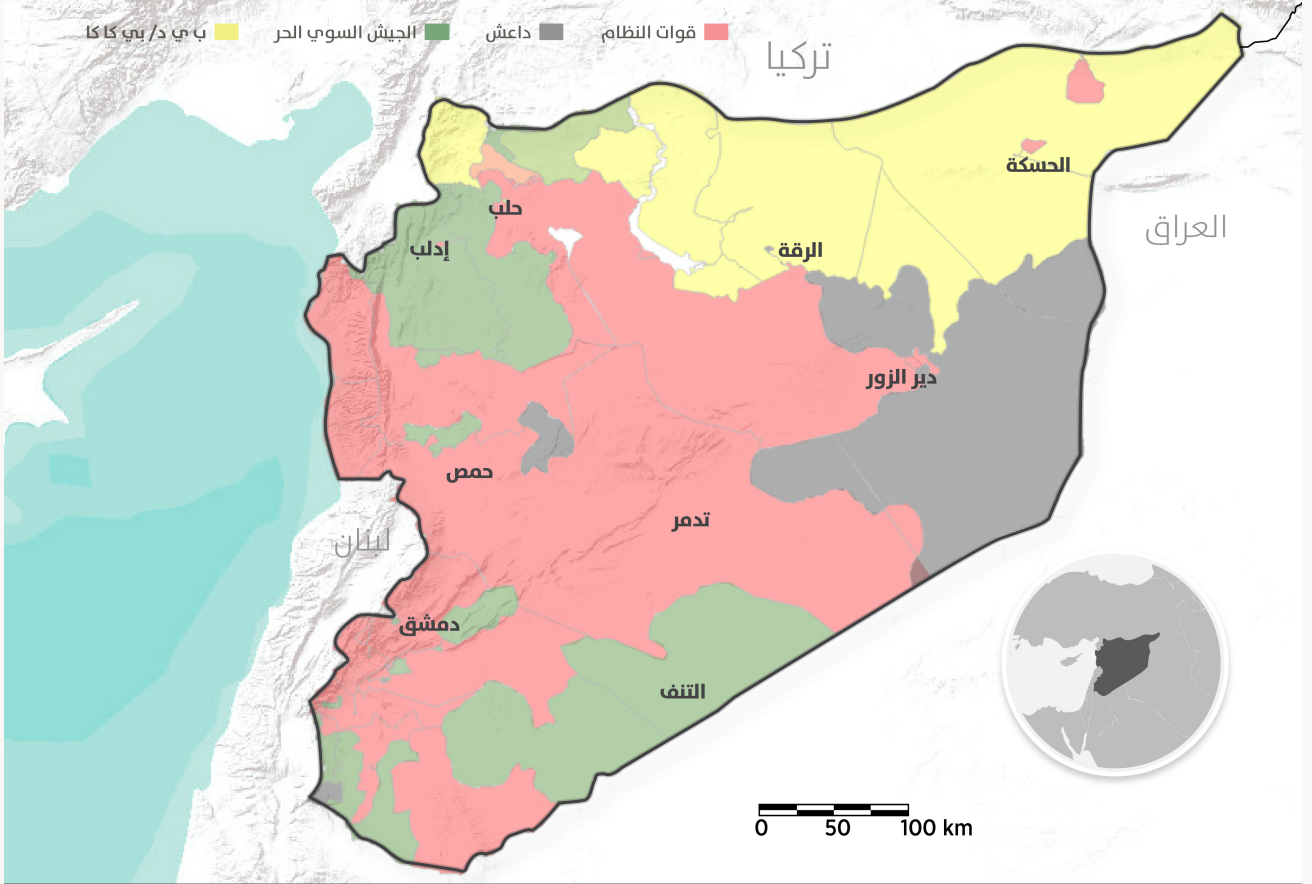 قوات النظام داعش الجيش السوي الحر ب ي د/ بي كا كا
تركيا
الحسكة
حلب
العراق
إدلب
الرقة
دير الزور
حمص
تدمر
لبنان
دمشق
التنف
0 50 100 km